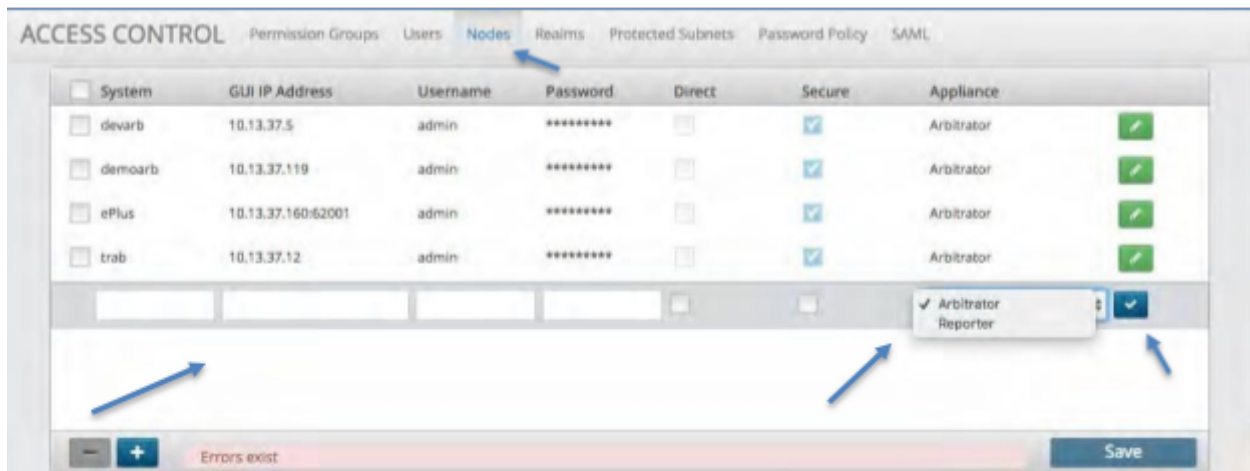 ACCESS CONTROL Permission Groups Users Nodes Realms Protected Subnets Password Policy SAML
System GUI IP Address Username Password Direct Secure Appliance
devarb 10.13.37.5 admin ********* Arbitrator
demoarb 10.13.37.119 admin ********* Arbitrator
ePlus 10.13.37.160:62001 admin ********* Arbitrator
trab 10.13.37.12 admin ********* Arbitrator
✓ Arbitrator
Reporter
Errors exist Save